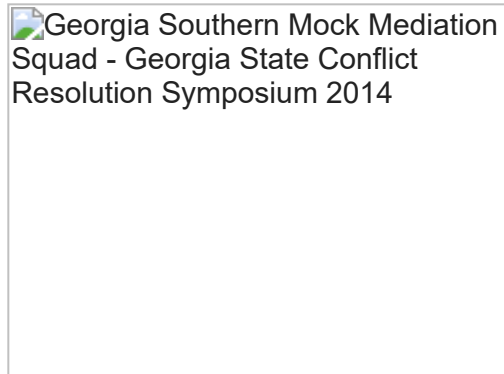 Georgia Southern Mock Mediation
Squad - Georgia State Conflict
Resolution Symposium 2014